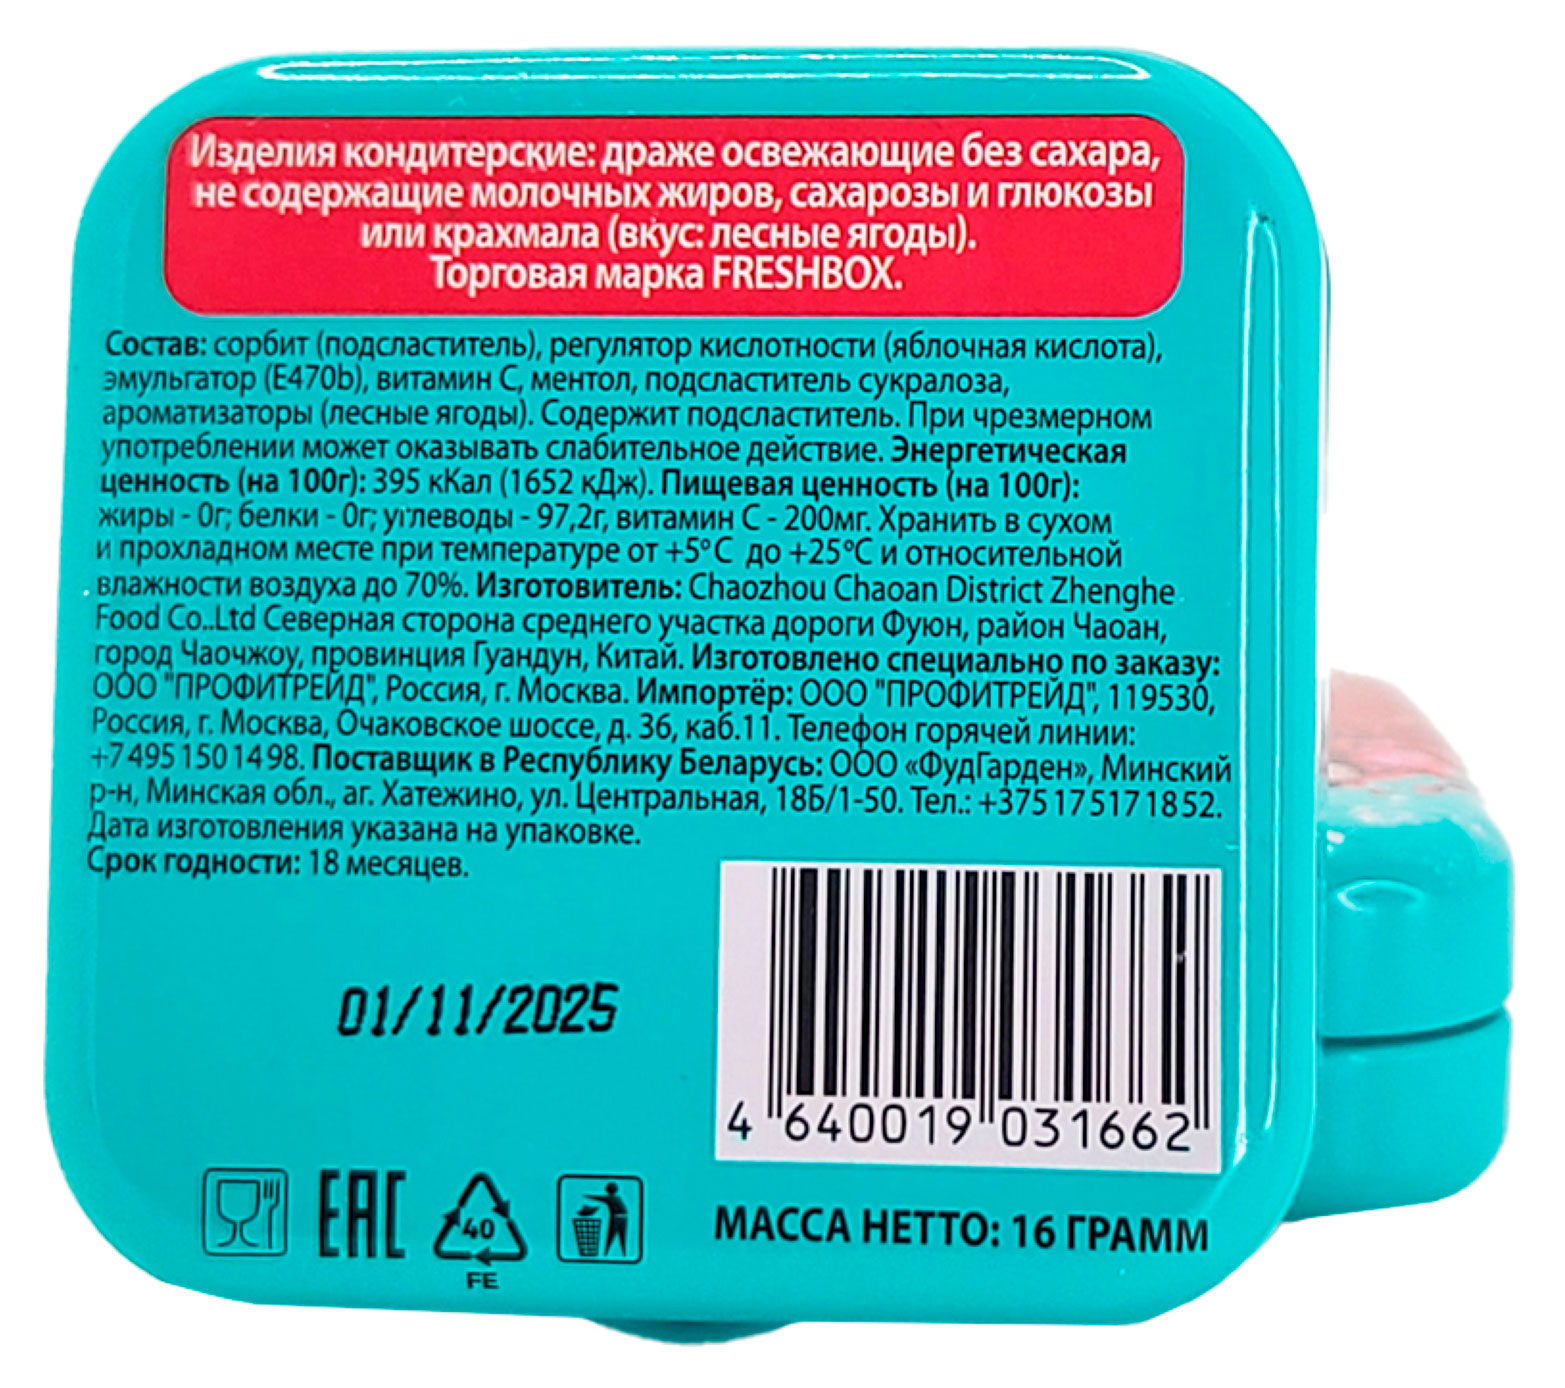 Изделия кондитерские: драже освежающие без сахара,
не содержащие молочных жиров, сахарозы и глюкозы
или крахмала (вкус: лесные ягоды).
Торговая марка FRESHBOX.
Состав: сорбит (подсластитель), регулятор кислотности (яблочная кислота),
эмульгатор (E470b), витамин С, ментол, подсластитель сукралоза,
ароматизаторы (лесные ягоды). Содержит подсластитель. При чрезмерном
употреблении может оказывать слабительное действие. Энергетическая
ценность (на 100г): 395 кКал (1652 кДж). Пищевая ценность (на 100г):
жиры - 0г; белки - 0г; углеводы - 97,2г, витамин С - 200мг. Хранить в сухом
и прохладном месте при температуре от +5°C до +25°C и относительной
влажности воздуха до 70%. Изготовитель: Chaozhou Chaoan District Zhenghe
Food Co..Ltd Северная сторона среднего участка дороги Фуюн, район Чаоан,
город Чаочжоу, провинция Гуандун, Китай. Изготовлено специально по заказу:
ООО "ПРОФИТРЕЙД", Россия, г. Москва. Импортёр: ООО "ПРОФИТРЕЙД", 119530,
Россия, г. Москва, Очаковское шоссе, д. 36, каб.11. Телефон горячей линии:
+7 495 150 14 98. Поставщик в Республику Беларусь: ООО «ФудГарден», Минский
р-н, Минская обл., аг. Хатежино, ул. Центральная, 18Б/1-50. Тел.: +375 17 517 18 52.
Дата изготовления указана на упаковке.
Срок годности: 18 месяцев.
01/11/2025
4 640019 031662
EAC
40
FE
МАССА НЕТТО: 16 ГРАММ